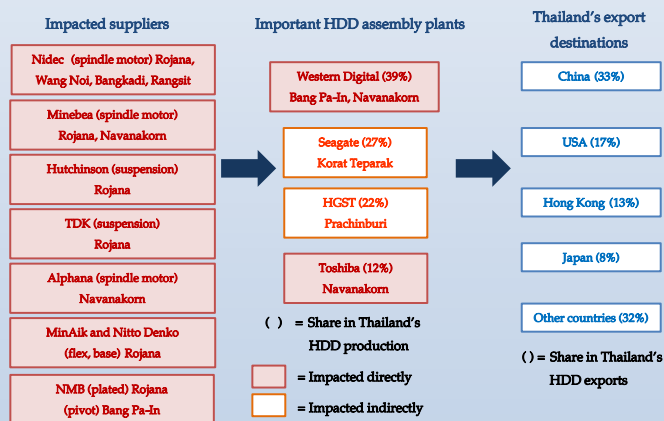 Impacted suppliers
Nidec (spindle motor) Rojana,
Wang Noi, Bangkadi, Rangsit
Minebea (spindle motor)
Rojana, Navanakorn
Hutchinson (suspension)
Rojana
TDK (suspension)
Rojana
Alphana (spindle motor)
Navanakorn
MinAik and Nitto Denko
(flex, base) Rojana
NMB (plated) Rojana
(pivot) Bang Pa-In
Important HDD assembly plants
Western Digital (39%)
Bang Pa-In, Navanakorn
Seagate (27%)
Korat Teparak
HGST (22%)
Prachinburi
Toshiba (12%)
Navanakorn
( ) = Share in Thailand's
HDD production
= Impacted directly
= Impacted indirectly
Thailand's export
destinations
China (33%)
USA (17%)
Hong Kong (13%)
Japan (8%)
Other countries (32%)
( ) = Share in Thailand's
HDD exports